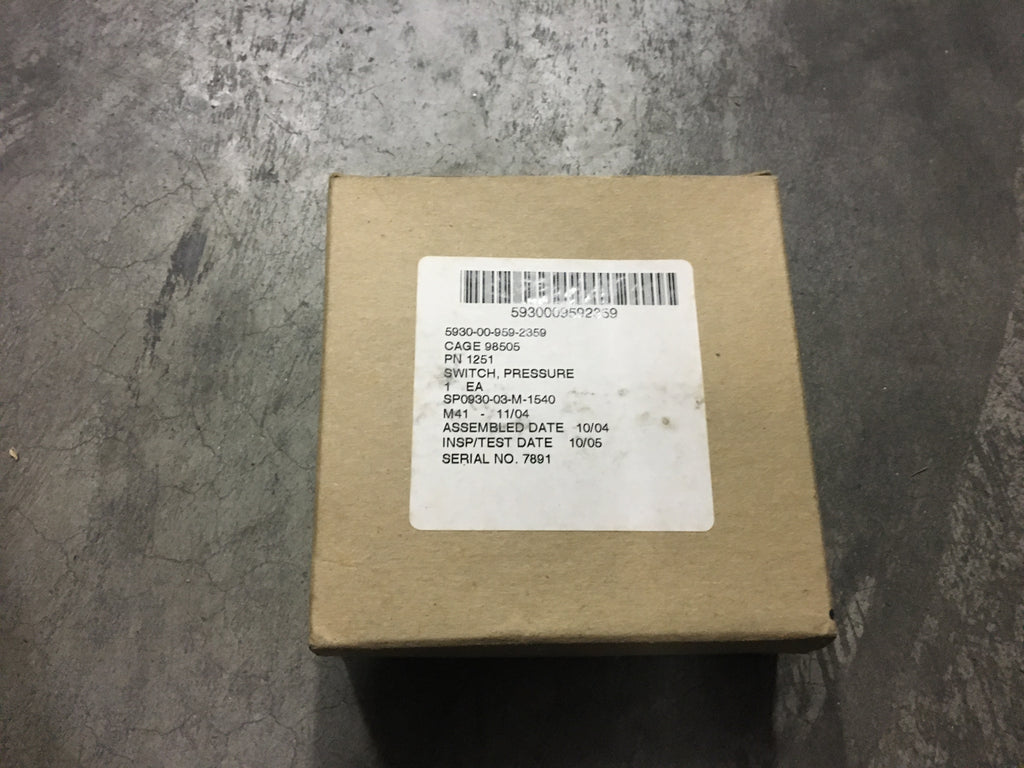 5930009592359
5930-00-959-2359
CAGE 98505
PN 1251
SWITCH, PRESSURE
1 EA
SP0930-03-M-1540
M41 - 11/04
ASSEMBLED DATE 10/04
INSP/TEST DATE 10/05
SERIAL NO. 7891